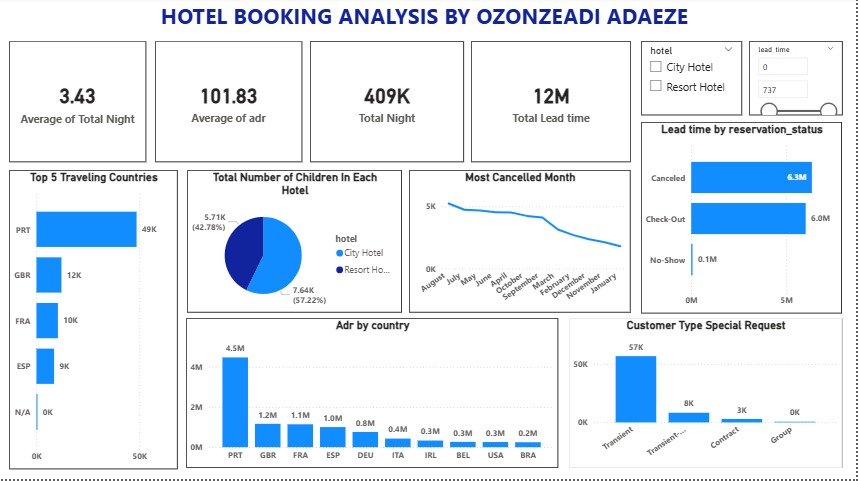 HOTEL BOOKING ANALYSIS BY OZONZEADI ADAEZE
3.43
Average of Total Night
101.83
Average of adr
409K
Total Night
12M
Total Lead time
hotel
City Hotel
Resort Hotel
lead_time
0
737
Top 5 Traveling Countries
PRT
49K
GBR
12K
FRA
10K
ESP
9K
N/A
0K
0K
50K
Total Number of Children In Each
Hotel
5.71K
(42.78%)
7.64K
(57.22%)
hotel
City Hotel
Resort Ho...
Most Cancelled Month
5K
0K
August
July
May
June
April
October
September
March
February
December
November
January
Lead time by reservation_status
Canceled
6.3M
Check-Out
6.0M
No-Show
0.1M
0M
5M
Adr by country
4M
2M
0M
4.5M
1.2M
1.1M
1.0M
0.8M
0.4M
0.3M
0.3M
0.3M
0.2M
PRT
GBR
FRA
ESP
DEU
ITA
IRL
BEL
USA
BRA
Customer Type Special Request
50K
0K
57K
8K
3K
0K
Transient
Transient-...
Contract
Group